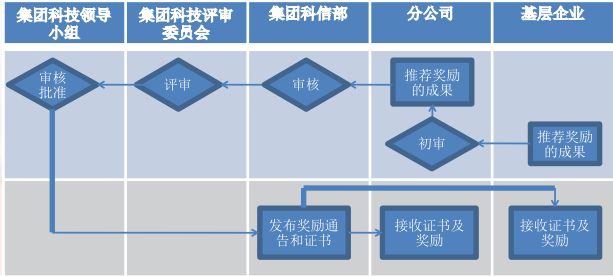 集团科技领导
小组
集团科技评审
委员会
集团科信部
分公司
基层企业
审核
批准
评审
审核
推荐奖励
的成果
初审
推荐奖励
的成果
发布奖励通
告和证书
接收证书及
奖励
接收证书及
奖励